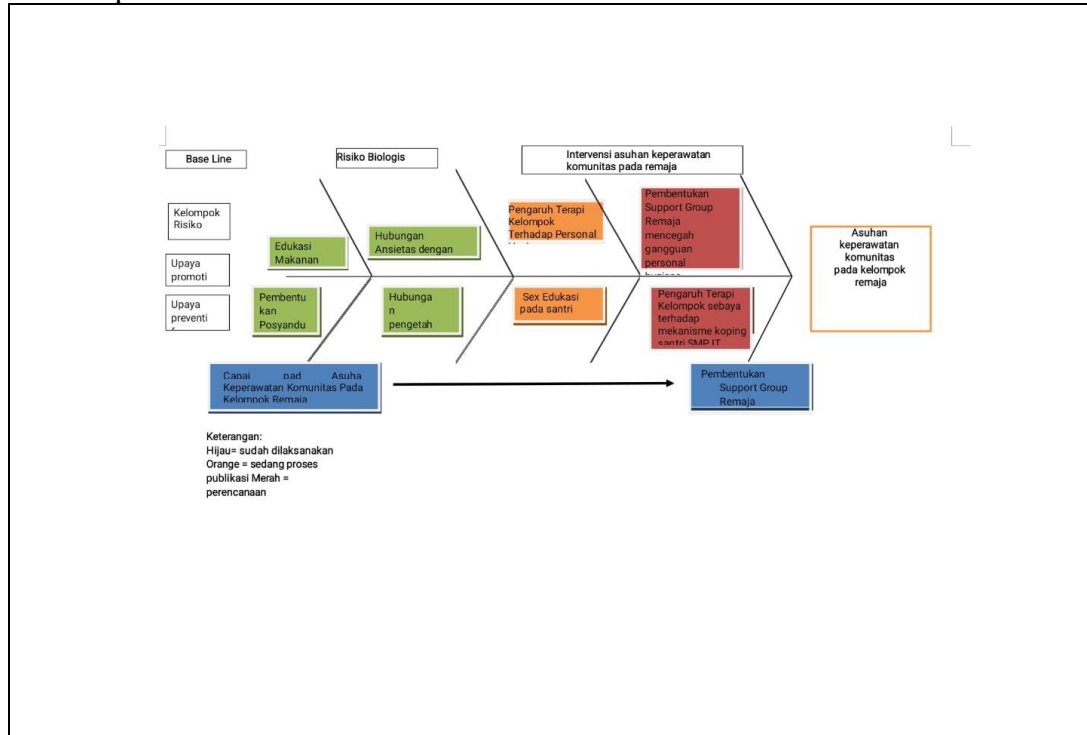 Base Line
Risiko Biologis
Intervensi asuhan keperawatan
komunitas pada remaja
Kelompok
Risiko
Upaya
promoti
Upaya
preventi
Edukasi
Makanan
Hubungan
Ansietas dengan
Pengaruh Terapi
Kelompok
Terhadap Personal
Pembentukan
Support Group
Remaja
mencegah
gangguan
personal
Asuhan
keperawatan
komunitas
pada kelompok
remaja
Pembentu
kan
Posyandu
Hubunga
n
pengetah
Sex Edukasi
pada santri
Pengaruh Terapi
Kelompok sebaya
terhadap
mekanisme koping
santri SMP IT
Capai pad Asuha
Keperawatan Komunitas Pada
Kelompok Remaja
Pembentukan
Support Group
Remaja
Keterangan:
Hijau= sudah dilaksanakan
Orange = sedang proses
publikasi Merah =
perencanaan